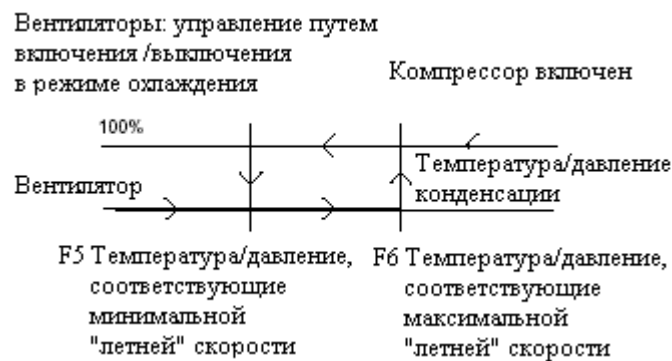 Вентиляторы: управление путем
включения /выключения
в режиме охлаждения
Компрессор включен
100%
Температура/давление
конденсации
Вентилятор
F5 Температура/давление,
соответствующие
минимальной
"летней" скорости
F6 Температура/давление,
соответствующие
максимальной
"летней" скорости